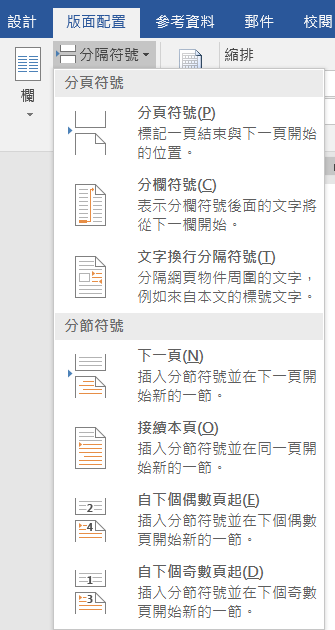 設計 版面配置 參考資料 郵件 校閱
分隔符號 縮排
欄
分頁符號
分頁符號(P)
標記一頁結束與下一頁開始
的位置。
分欄符號(C)
表示分欄符號後面的文字將
從下一欄開始。
文字換行分隔符號(T)
分隔網頁物件周圍的文字，
例如來自本文的標號文字。
分節符號
下一頁(N)
插入分節符號並在下一頁開
始新的一節。
接續本頁(O)
插入分節符號並在同一頁開
始新的一節。
2
4
自下個偶數頁起(E)
插入分節符號並在下個偶數
頁開始新的一節。
1
3
自下個奇數頁起(D)
插入分節符號並在下個奇數
頁開始新的一節。